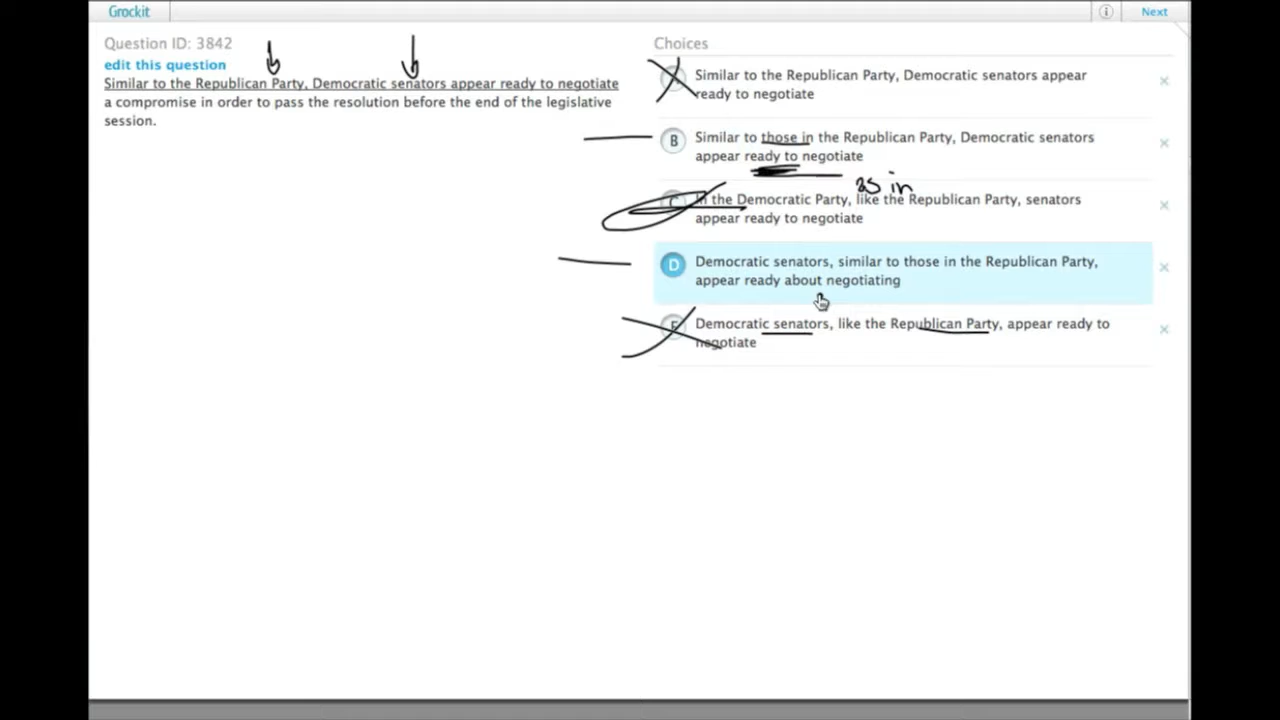 Grockit
Next
Question ID: 3842
edit this question
Similar to the Republican Party, Democratic senators appear ready to negotiate
a compromise in order to pass the resolution before the end of the legislative
session.
Choices
Similar to the Republican Party, Democratic senators appear
ready to negotiate
B
Similar to those in the Republican Party, Democratic senators
appear ready to negotiate
as in
C
In the Democratic Party, like the Republican Party, senators
appear ready to negotiate
D
Democratic senators, similar to those in the Republican Party,
appear ready about negotiating
E
Democratic senators, like the Republican Party, appear ready to
negotiate